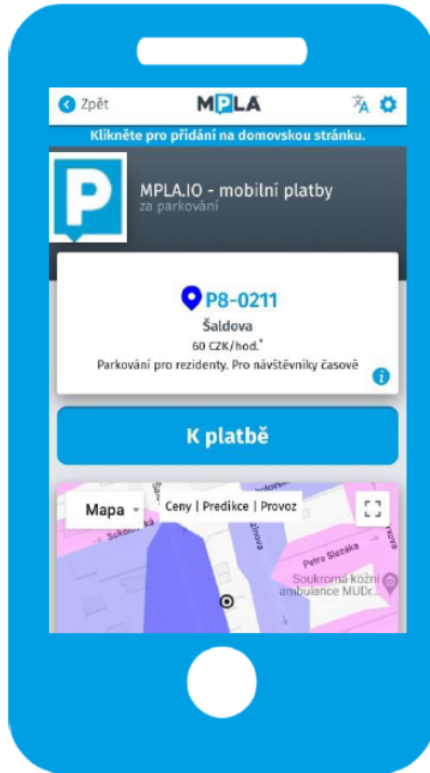 Zpět
MPLA
Klikněte pro přidání na domovskou stránku.
P
MPLA.IO - mobilní platby
za parkování
P8-0211
Šaldova
60 CZK/hod.*
Parkování pro rezidenty. Pro návštěvníky časově
K platbě
Mapa
Ceny | Predikce | Provoz
Petra Slezáka
Soukromá kožní
ambulance MUDr...